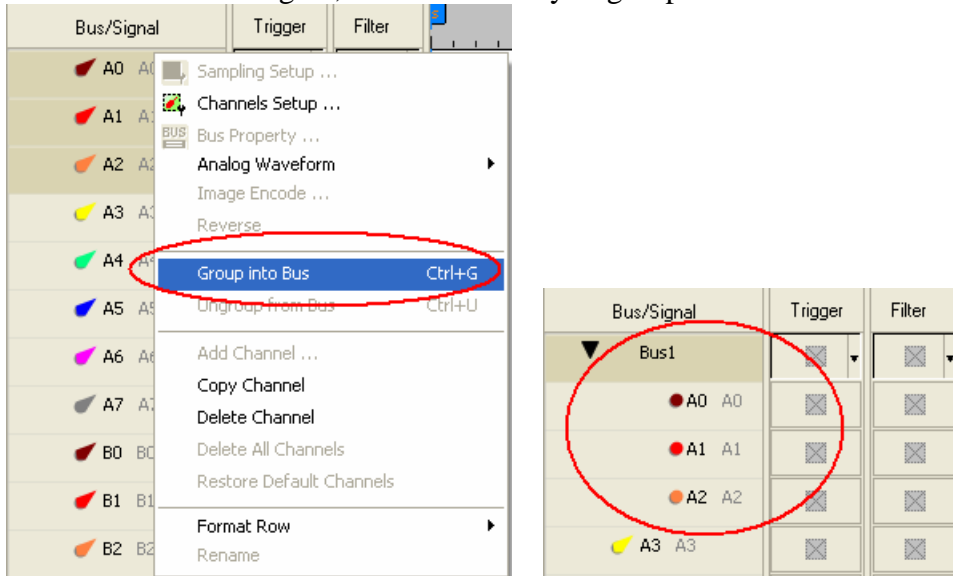 Bus/Signal Trigger Filter
A0
Sampling Setup ...
Channels Setup ...
A1
BUS Bus Property ...
A2
Analog Waveform
Image Encode ...
A3
Reverse
A4
Group into Bus Ctrl+G
A5
Ungroup from Bus Ctrl+U
A6
Add Channel ...
Copy Channel
A7
Delete Channel
B0
Delete All Channels
Restore Default Channels
B1 B1
Format Row
B2 B2
Rename
Bus/Signal Trigger Filter
Bus1
A0 A0
A1 A1
A2 A2
A3 A3